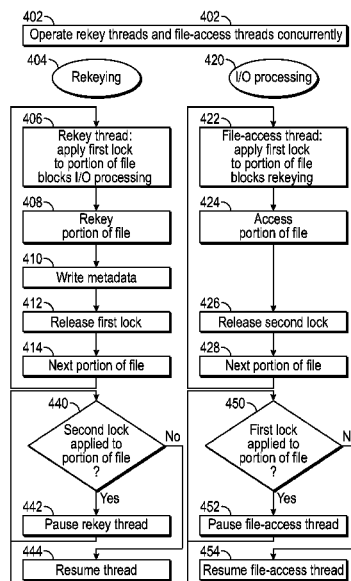 402 402
Operate rekey threads and file-access threads concurrently
404
Rekeying
406
Rekey thread:
apply first lock
to portion of file
blocks I/O processing
408
Rekey
portion of file
410
Write metadata
412
Release first lock
414
Next portion of file
440
Second lock
applied to
portion of file
?
No
Yes
442
Pause rekey thread
444
Resume thread
420
I/O processing
422
File-access thread:
apply first lock
to portion of file
blocks rekeying
424
Access
portion of file
426
Release second lock
428
Next portion of file
450
First lock
applied to
portion of file
?
Yes
452
Pause file-access thread
454
Resume file-access thread